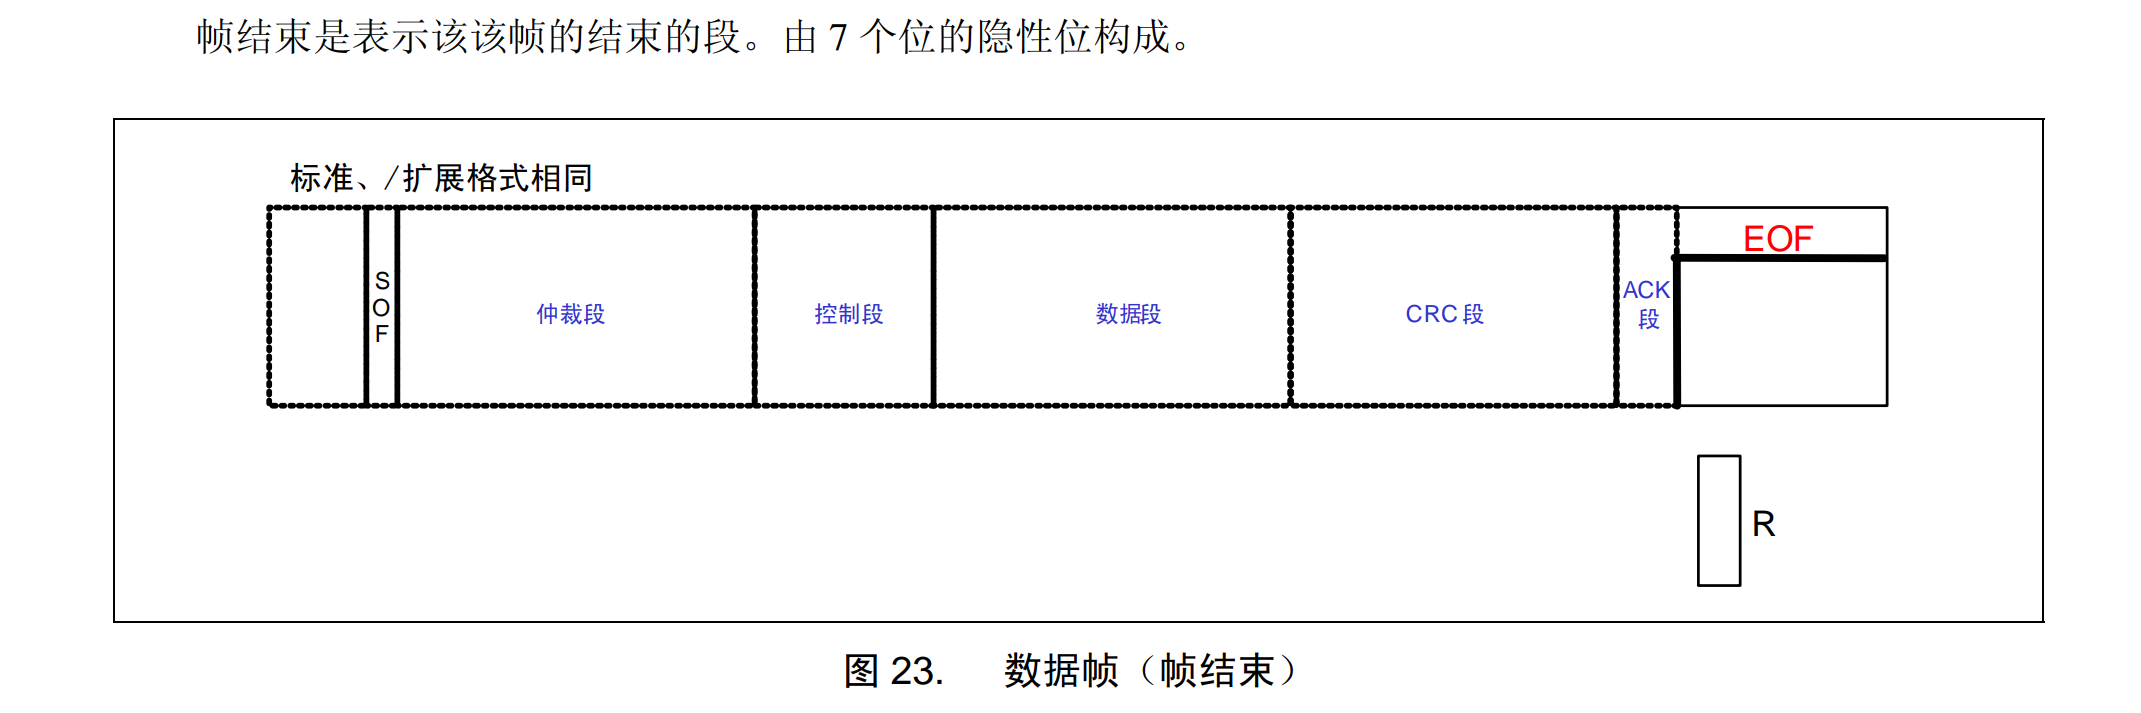 帧结束是表示该该帧的结束的段。由 7 个位的隐性位构成。
标准、/扩展格式相同
SOF
仲裁段
控制段
数据段
CRC 段
ACK
段
EOF
R
图 23. 数据帧（帧结束）